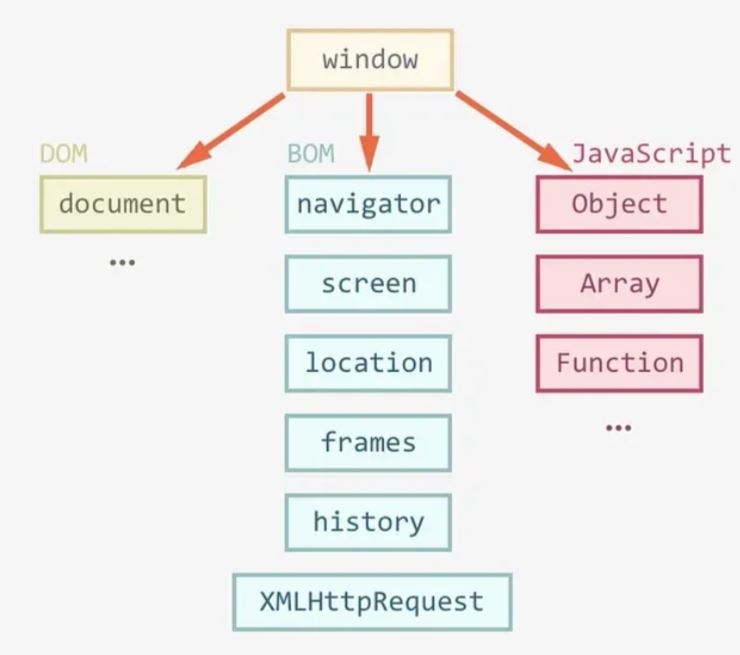 window
DOM
document
...
BOM
navigator
screen
location
frames
history
XMLHttpRequest
JavaScript
Object
Array
Function
...